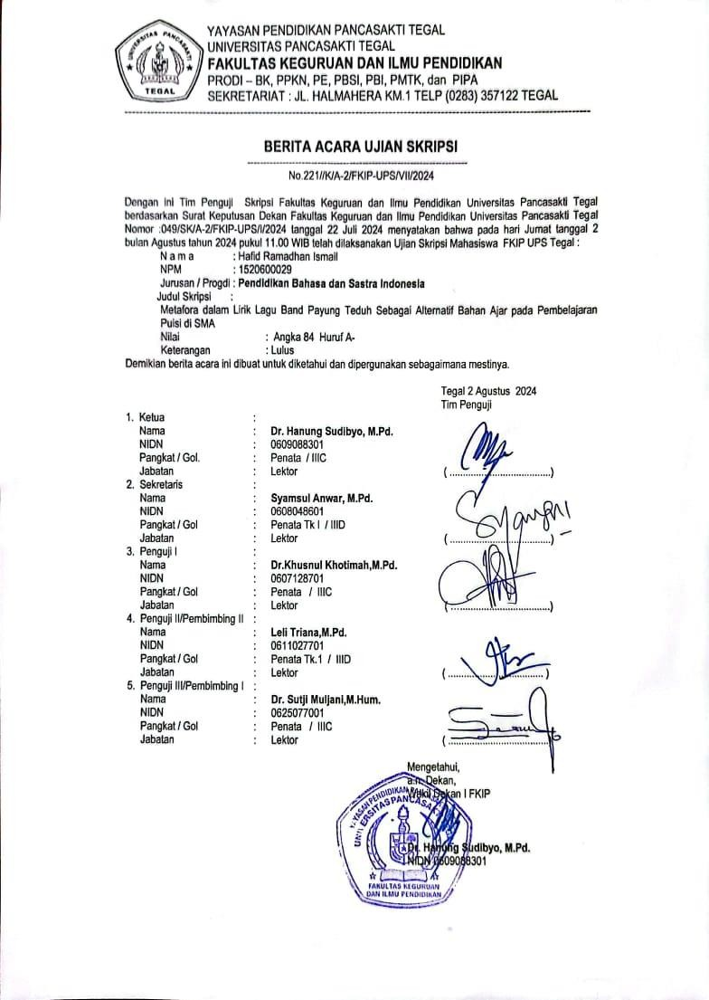 UNIVERSITAS PANCASAKTI
TEGAL
YAYASAN PENDIDIKAN PANCASAKTI TEGAL
UNIVERSITAS PANCASAKTI TEGAL
FAKULTAS KEGURUAN DAN ILMU PENDIDIKAN
PRODI – BK, PPKN, PE, PBSI, PBI, PMTK, dan PIPA
SEKRETARIAT : JL. HALMAHERA KM.1 TELP (0283) 357122 TEGAL
BERITA ACARA UJIAN SKRIPSI
No.221//K/A-2/FKIP-UPS/VII/2024
Dengan ini Tim Penguji Skripsi Fakultas Keguruan dan Ilmu Pendidikan Universitas Pancasakti Tegal
berdasarkan Surat Keputusan Dekan Fakultas Keguruan dan Ilmu Pendidikan Universitas Pancasakti Tegal
Nomor :049/SK/A-2/FKIP-UPS/I/2024 tanggal 22 Juli 2024 menyatakan bahwa pada hari Jumat tanggal 2
bulan Agustus tahun 2024 pukul 11.00 WIB telah dilaksanakan Ujian Skripsi Mahasiswa FKIP UPS Tegal :
N a m a : Hafid Ramadhan Ismail
NPM : 1520600029
Jurusan / Progdi : Pendidikan Bahasa dan Sastra Indonesia
Judul Skripsi :
Metafora dalam Lirik Lagu Band Payung Teduh Sebagai Alternatif Bahan Ajar pada Pembelajaran
Puisi di SMA
Nilai : Angka 84 Huruf A-
Keterangan : Lulus
Demikian berita acara ini dibuat untuk diketahui dan dipergunakan sebagaimana mestinya.
Tegal 2 Agustus 2024
Tim Penguji
1. Ketua :
Nama : Dr. Hanung Sudibyo, M.Pd.
NIDN : 0609088301
Pangkat / Gol. : Penata / IIIC
Jabatan : Lektor (..................................)
2. Sekretaris :
Nama : Syamsul Anwar, M.Pd.
NIDN : 0608048601
Pangkat / Gol : Penata Tk I / IIID
Jabatan : Lektor (..................................)
3. Penguji I :
Nama : Dr.Khusnul Khotimah,M.Pd.
NIDN : 0607128701
Pangkat / Gol : Penata / IIIC
Jabatan : Lektor (..................................)
4. Penguji II/Pembimbing II :
Nama : Leli Triana,M.Pd.
NIDN : 0611027701
Pangkat / Gol : Penata Tk.1 / IIID
Jabatan : Lektor (..................................)
5. Penguji III/Pembimbing I :
Nama : Dr. Sutji Muljani,M.Hum.
NIDN : 0625077001
Pangkat / Gol : Penata / IIIC
Jabatan : Lektor (..................................)
Mengetahui,
a.n Dekan,
Wakil Dekan I FKIP
YAYASAN PENDIDIKAN
UNIVERSITAS PANCASA
Dr. Hanung Sudibyo, M.Pd.
NIDN 0609088301
FAKULTAS KEGURUAN
DAN ILMU PENDIDIKAN